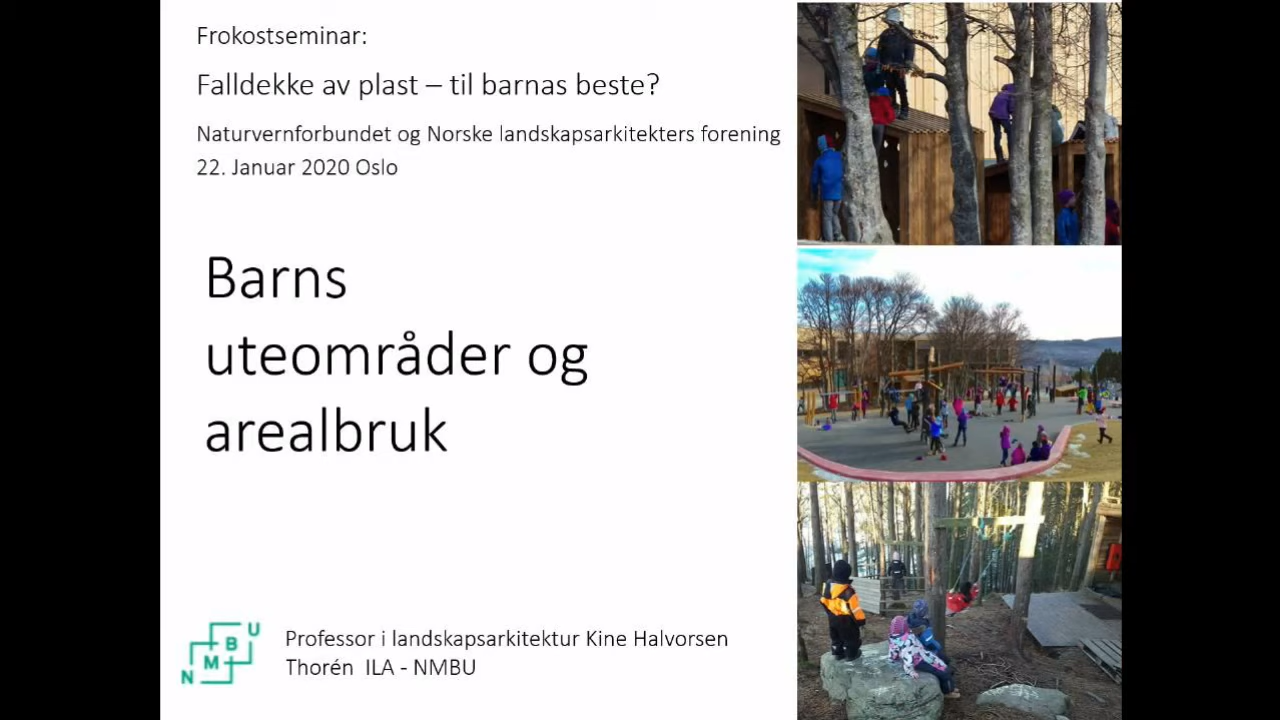 Frokostseminar:
Falldekke av plast – til barnas beste?
Naturvernforbundet og Norske landskapsarkitekters forening
22. Januar 2020 Oslo
Barns
uteområder og
arealbruk
N M B U
Professor i landskapsarkitektur Kine Halvorsen
Thorén ILA - NMBU